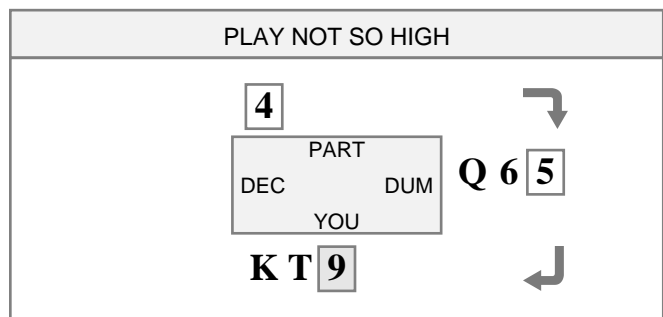 PLAY NOT SO HIGH
4
PART
DEC DUM
Q 6 5
YOU
K T 9